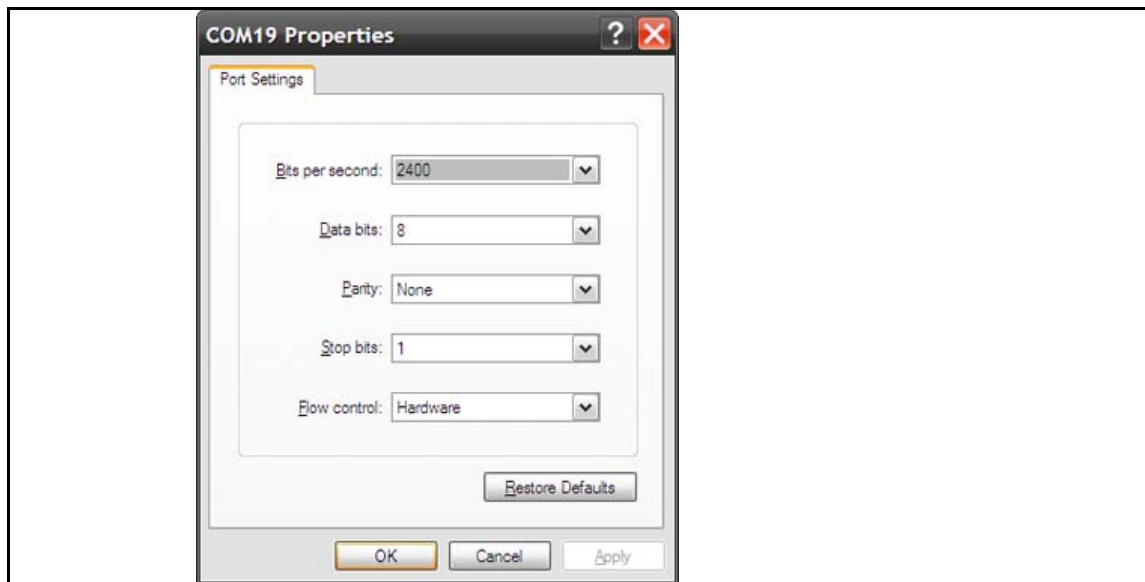 COM19 Properties
Port Settings
Bits per second: 2400
Data bits: 8
Parity: None
Stop bits: 1
Flow control: Hardware
Restore Defaults
OK Cancel Apply